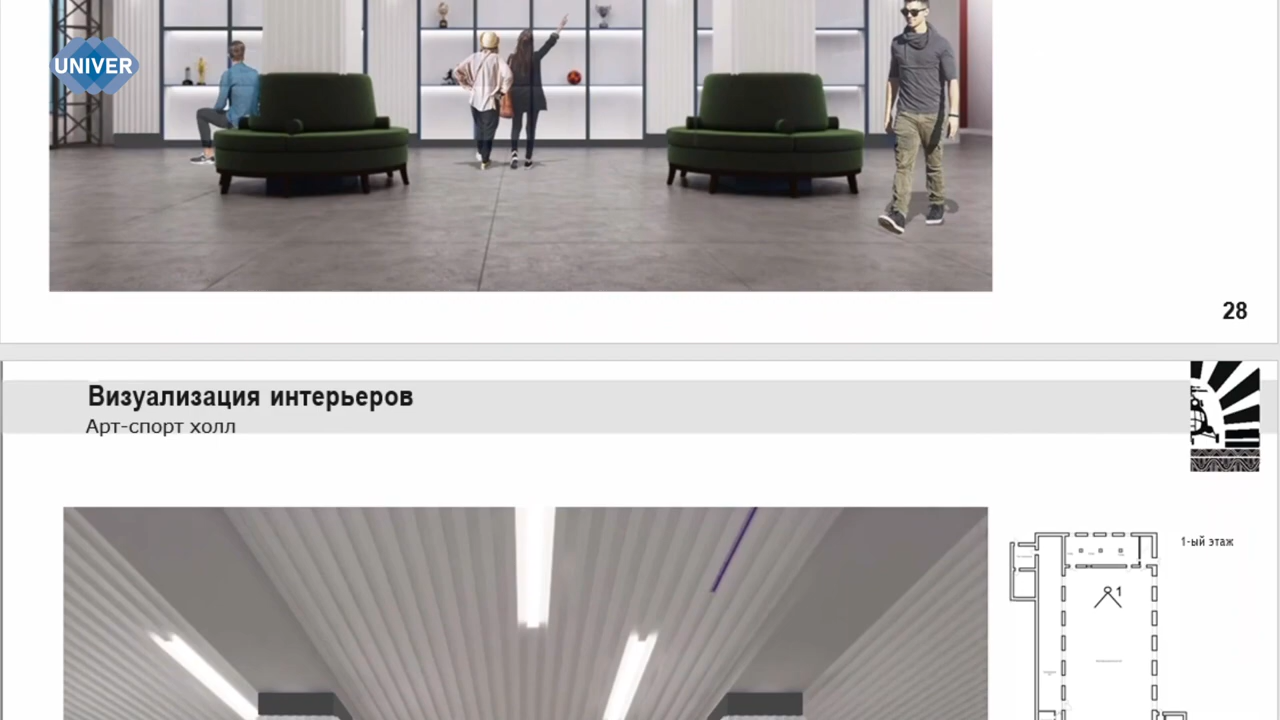 UNIVER
28
Визуализация интерьеров
Арт-спорт холл
1-ый этаж
1